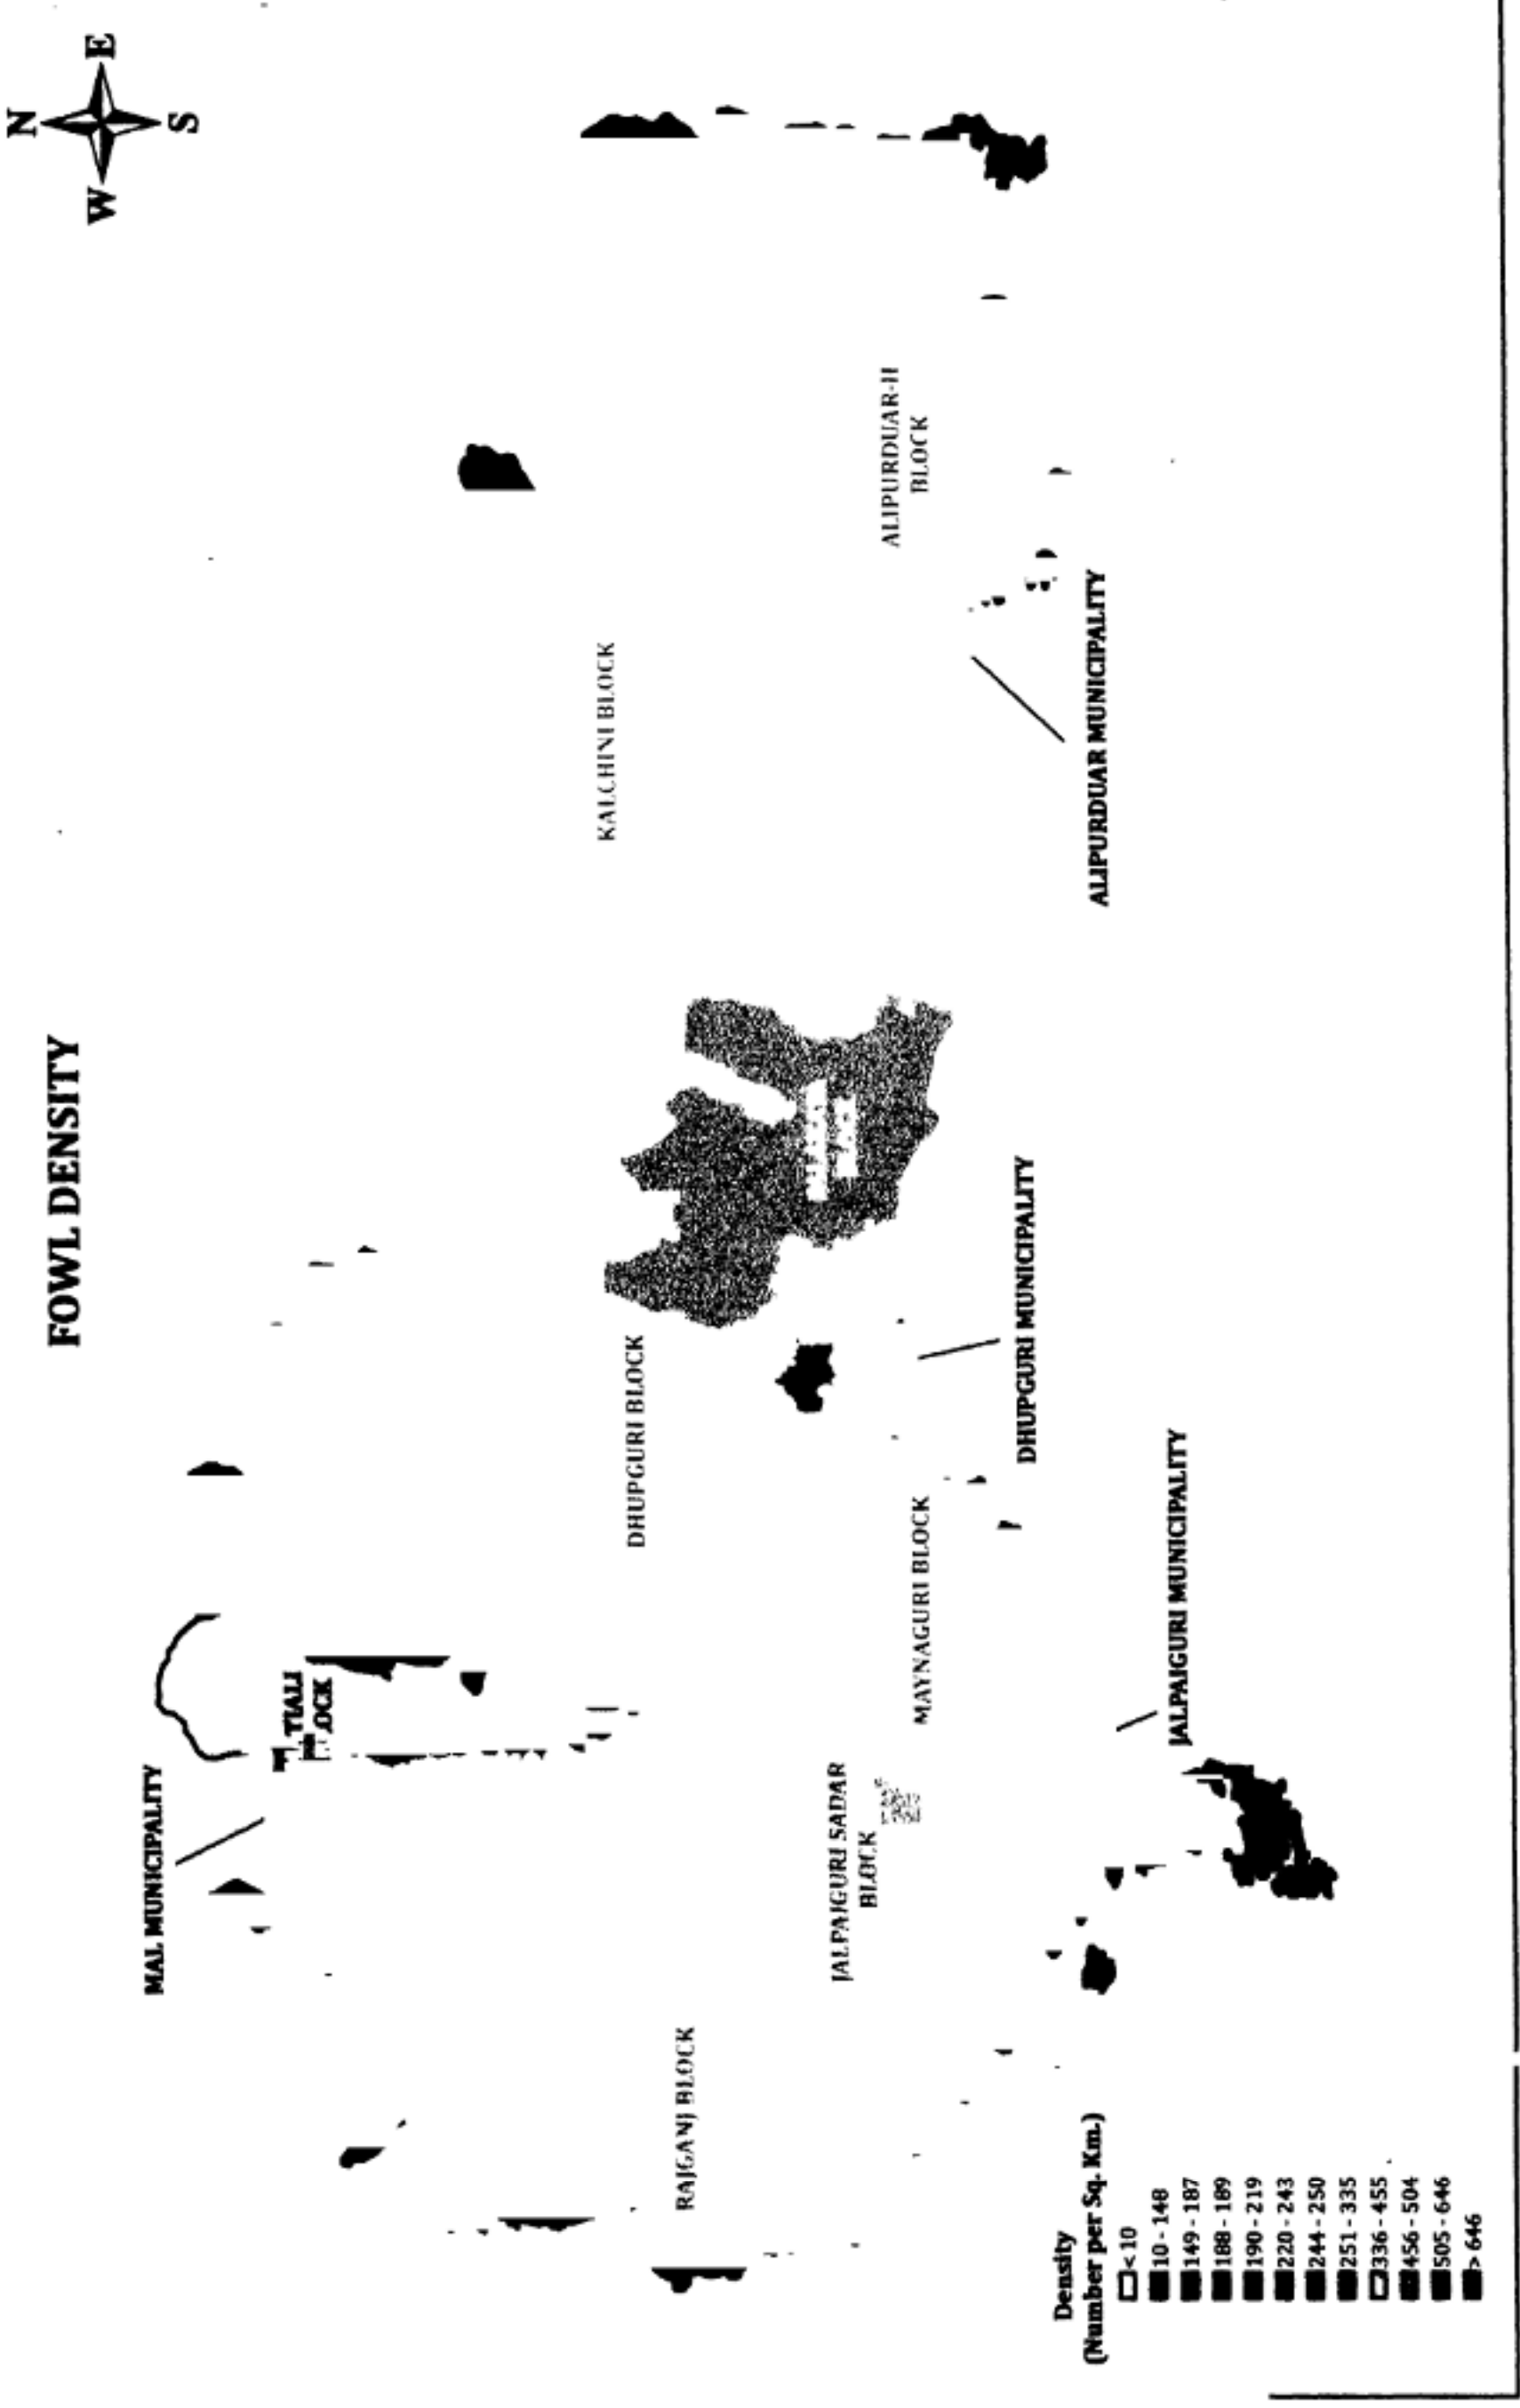 FOWL DENSITY
N
W E
S
MAL MUNICIPALITY
TIALI
OCK
KALCHINI BLOCK
DHUPGURI BLOCK
RAJGANJ BLOCK
JALPAIGURI SADAR
BLOCK
MAYNAGURI BLOCK
ALIPURDUAR-II
BLOCK
DHUPGURI MUNICIPALITY
ALIPURDUAR MUNICIPALITY
JALPAIGURI MUNICIPALITY
Density
(Number per Sq. Km.)
< 10
10 - 148
149 - 187
188 - 189
190 - 219
220 - 243
244 - 250
251 - 335
336 - 455
456 - 504
505 - 646
> 646